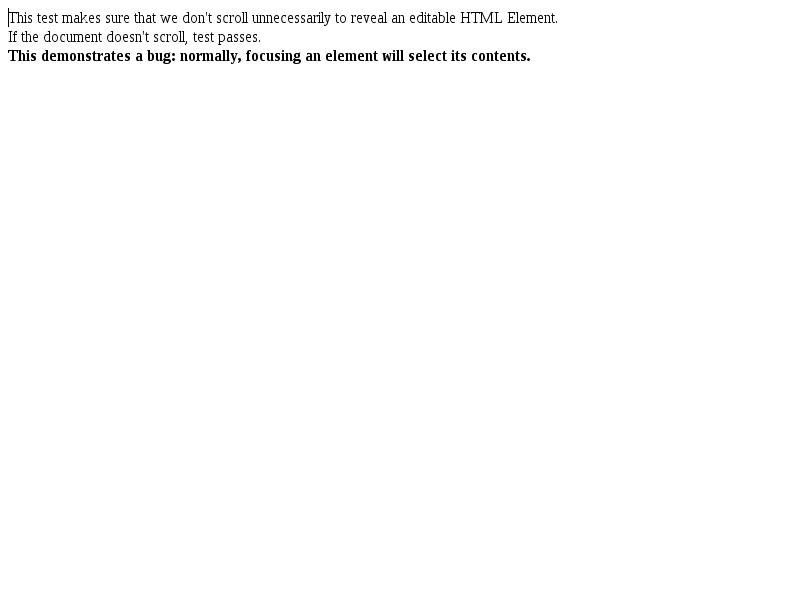 This test makes sure that we don't scroll unnecessarily to reveal an editable HTML Element.
If the document doesn't scroll, test passes.
This demonstrates a bug: normally, focusing an element will select its contents.